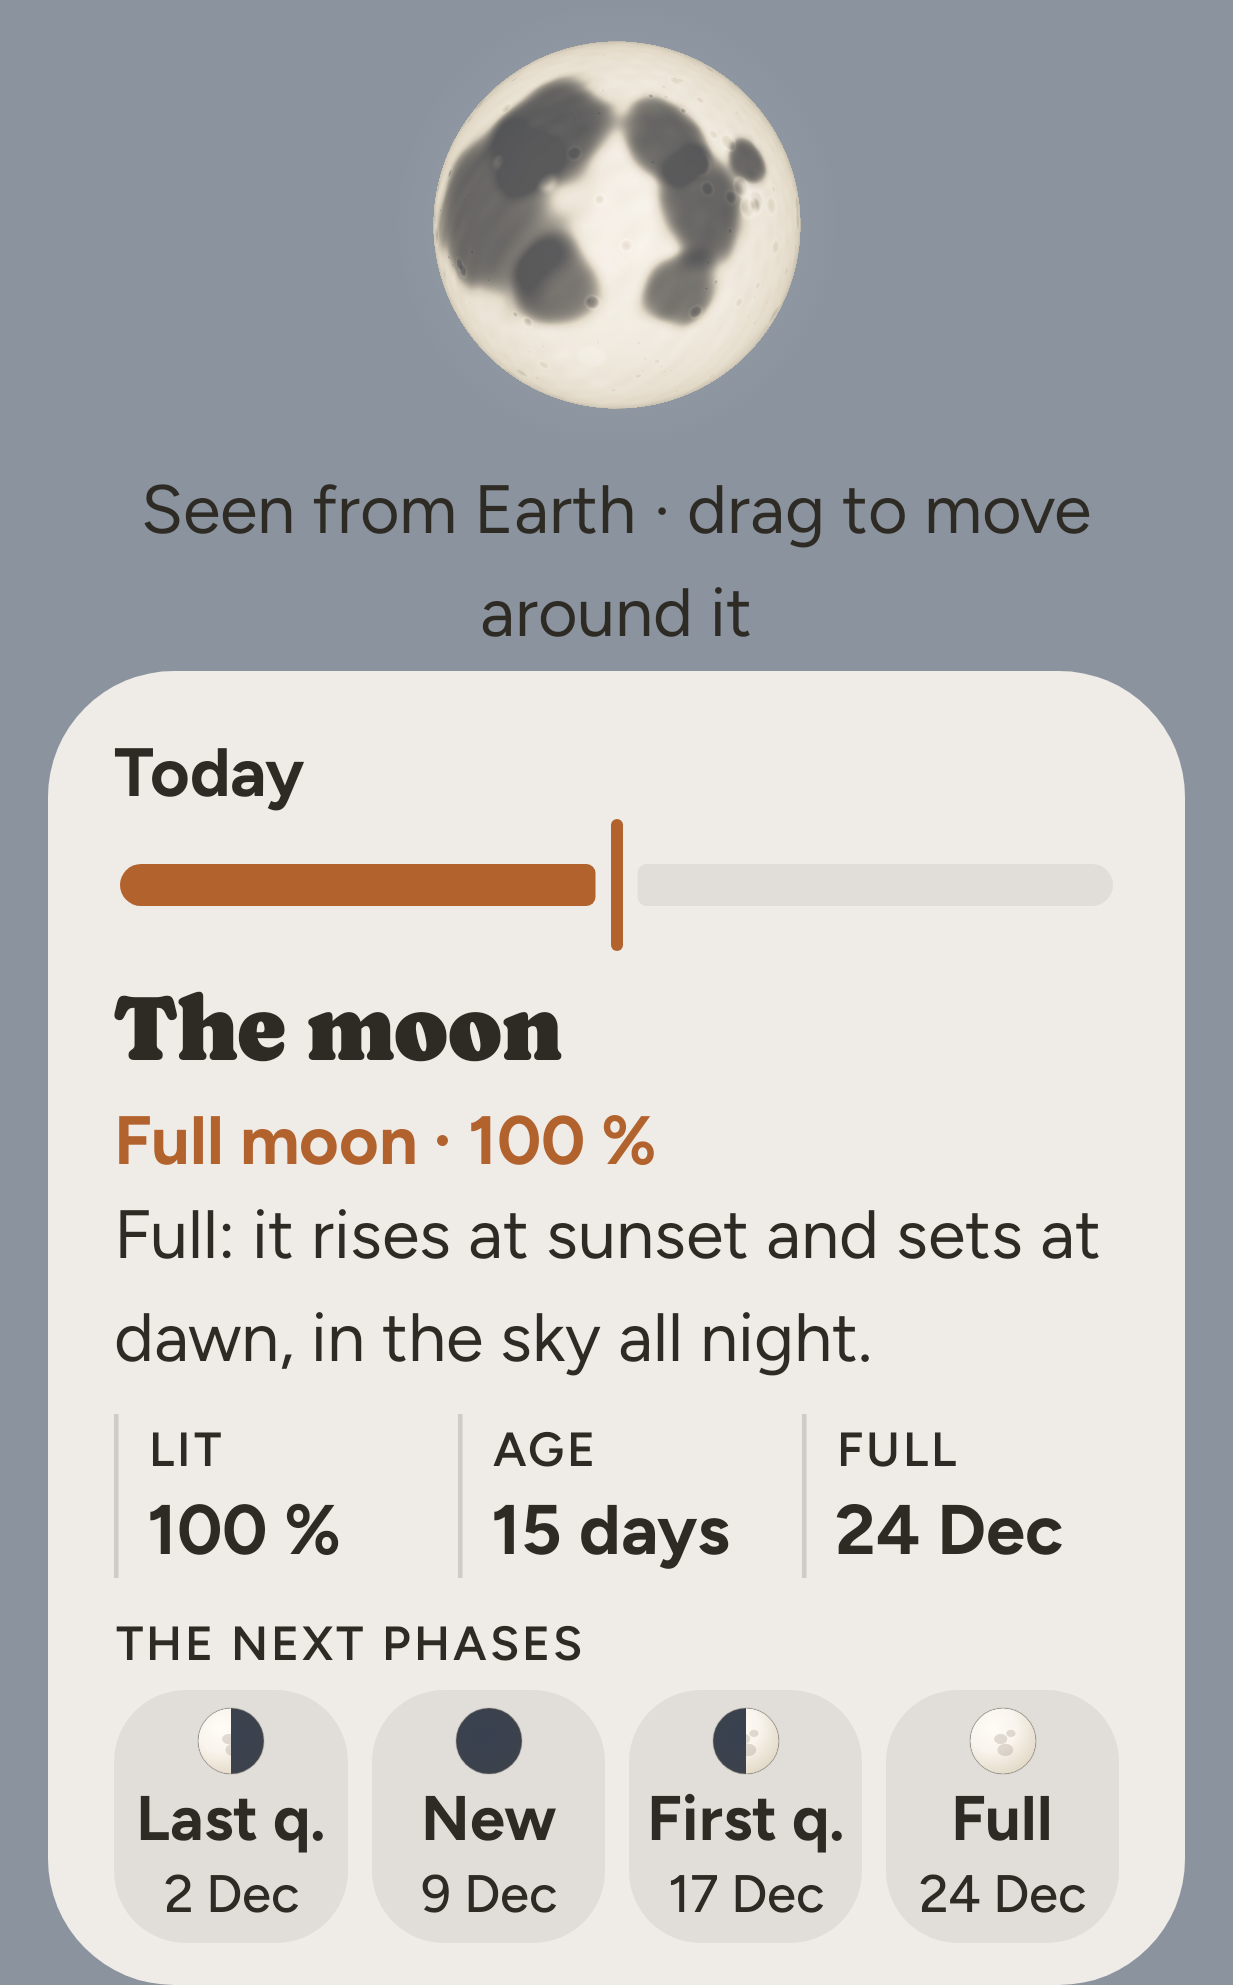 Seen from Earth · drag to move
around it
Today
The moon
Full moon · 100 %
Full: it rises at sunset and sets at
dawn, in the sky all night.
LIT
100 %
AGE
15 days
FULL
24 Dec
THE NEXT PHASES
Last q.
2 Dec
New
9 Dec
First q.
17 Dec
Full
24 Dec